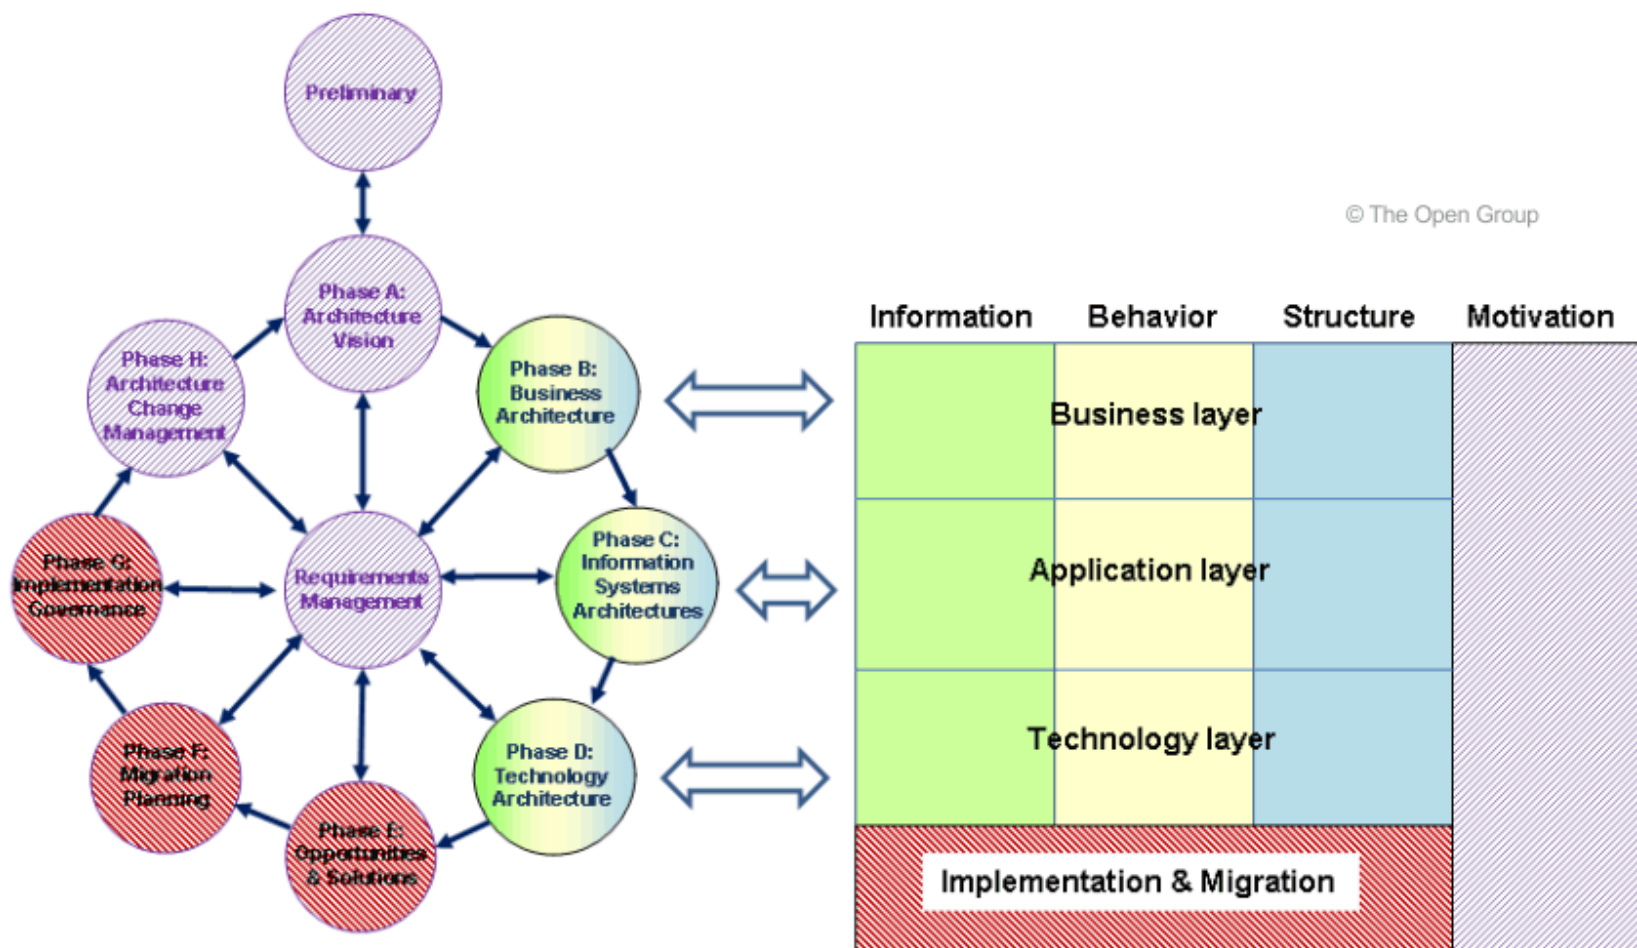 Preliminary
© The Open Group
Phase A:
Architecture
Vision
Phase H:
Architecture
Change
Management
Phase B:
Business
Architecture
Phase G:
Implementation
Governance
Requirements
Management
Phase C:
Information
Systems
Architectures
Phase F:
Migration
Planning
Phase D:
Technology
Architecture
Phase E:
Opportunities
& Solutions
Information Behavior Structure Motivation
Business layer
Application layer
Technology layer
Implementation & Migration